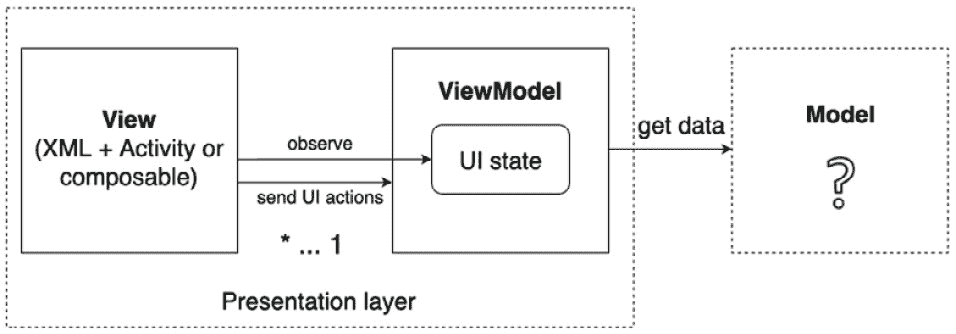 View
(XML + Activity or
composable)
observe
send UI actions
* ... 1
ViewModel
UI state
get data
Model
?
Presentation layer